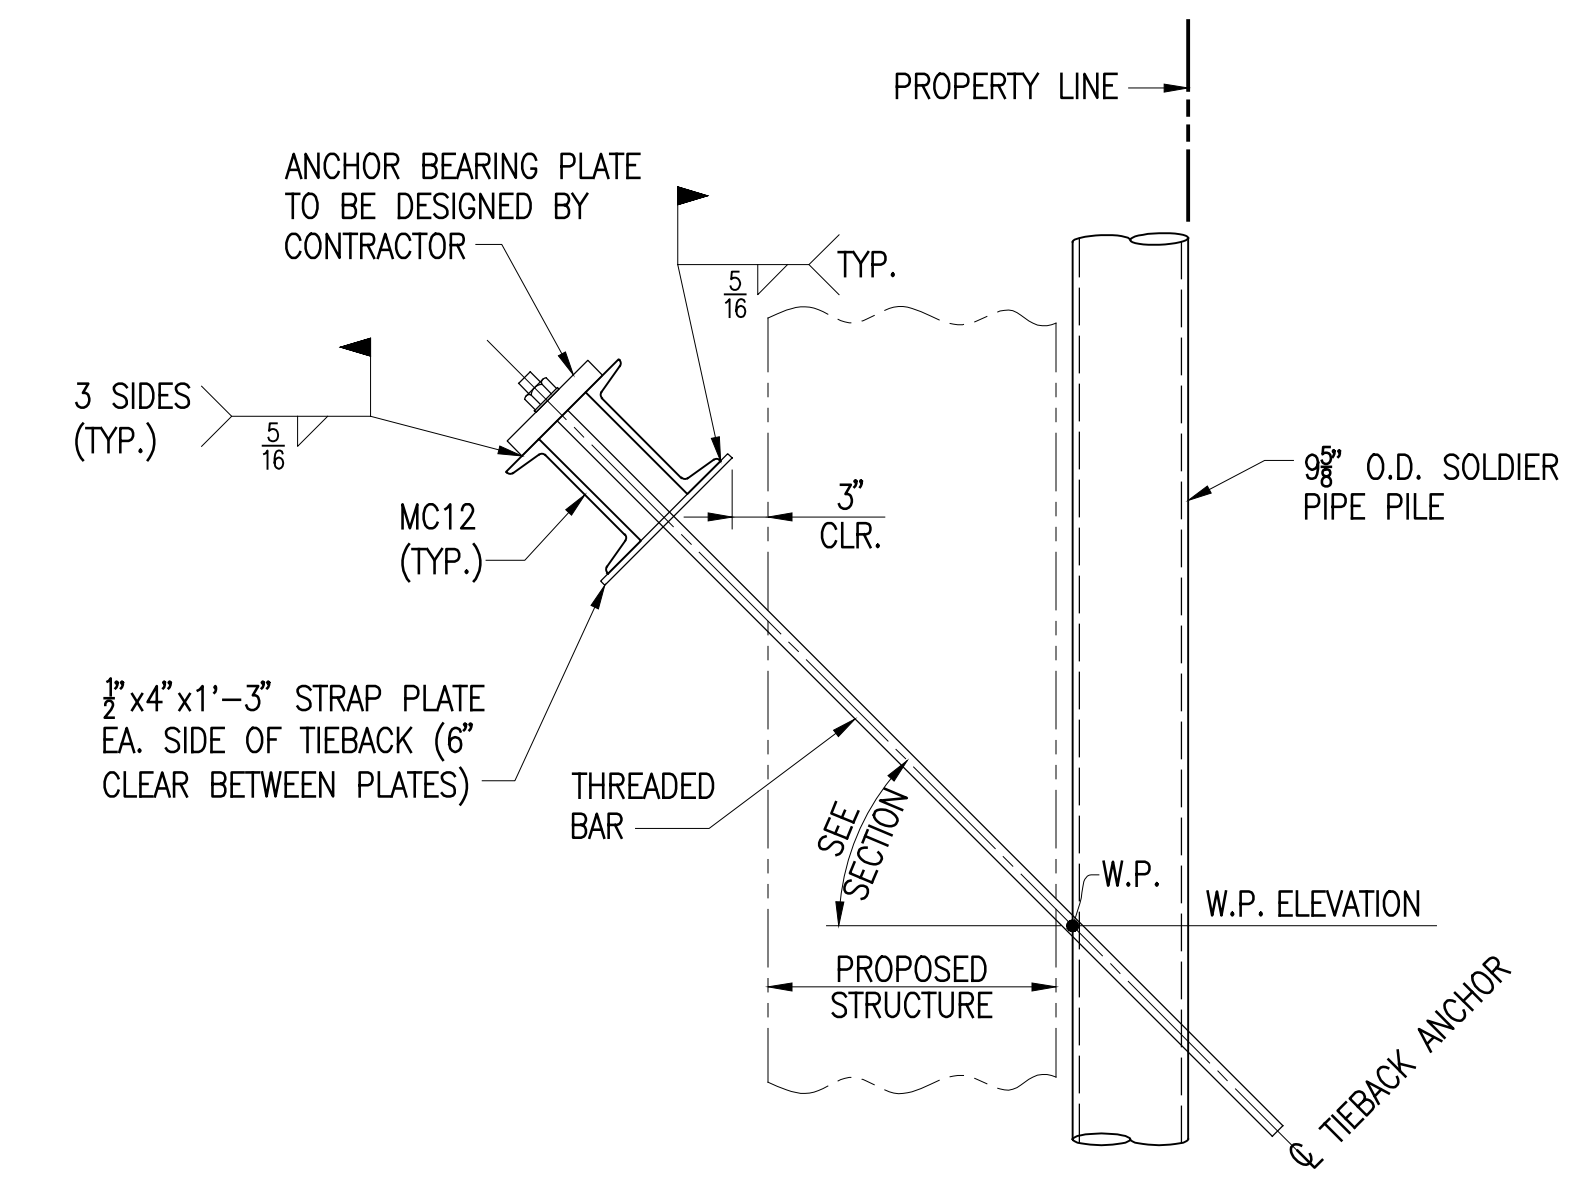 PROPERTY LINE
ANCHOR BEARING PLATE
TO BE DESIGNED BY
CONTRACTOR
TYP.
5/16
3 SIDES
(TYP.)
5/16
MC12
(TYP.)
3"
CLR.
9 5/8" O.D. SOLDIER
PIPE PILE
1/2"x4"x1'-3" STRAP PLATE
EA. SIDE OF TIEBACK (6"
CLEAR BETWEEN PLATES)
THREADED
BAR
SEE
SECTION
W.P.
W.P. ELEVATION
PROPOSED
STRUCTURE
℄ TIEBACK ANCHOR